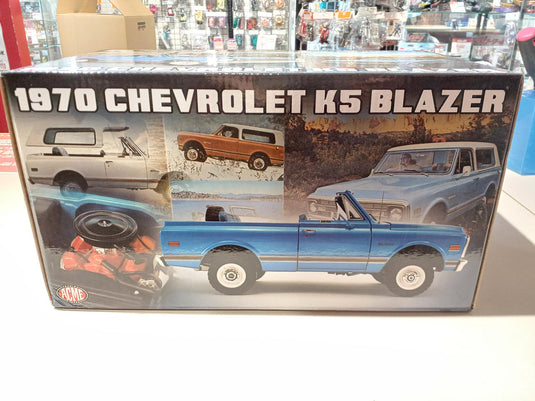 1970 CHEVROLET K5 BLAZER
ACME